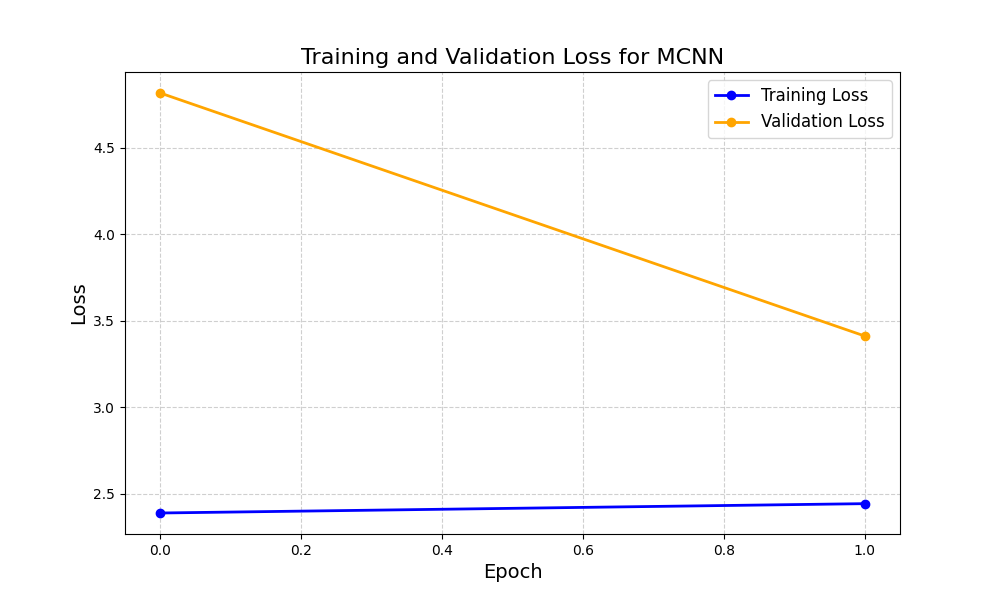 Training and Validation Loss for MCNN
Training Loss
Validation Loss
Loss
4.5
4.0
3.5
3.0
2.5
0.0 0.2 0.4 0.6 0.8 1.0
Epoch